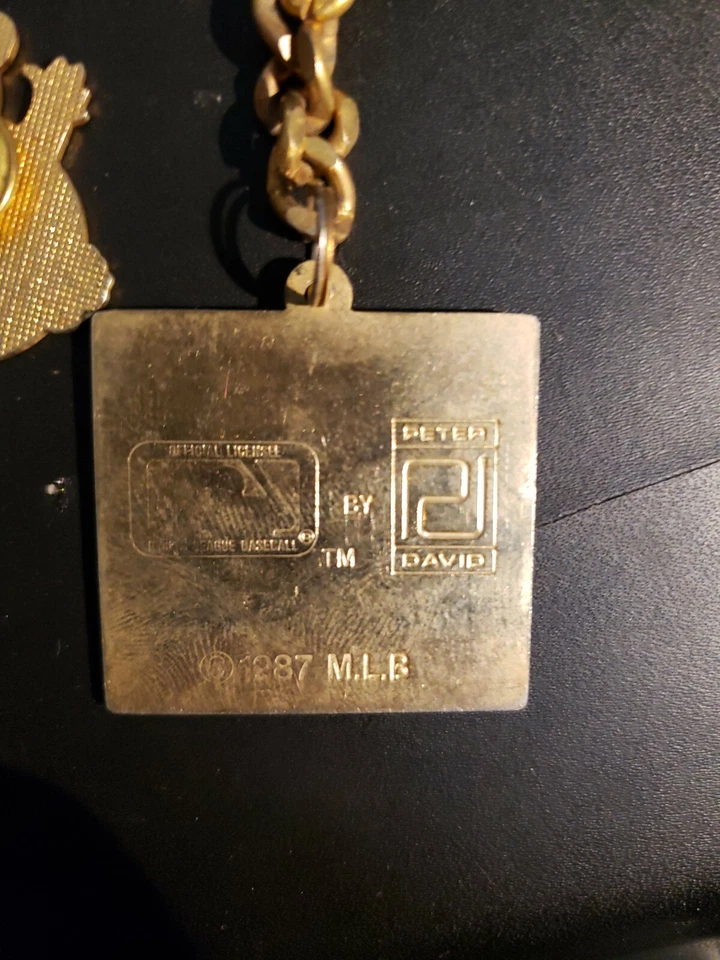 OFFICIAL LICENSEE
LEAGUE BASEBALL ®
TM
BY
PETER
DAVID
© 1987 M.L.B